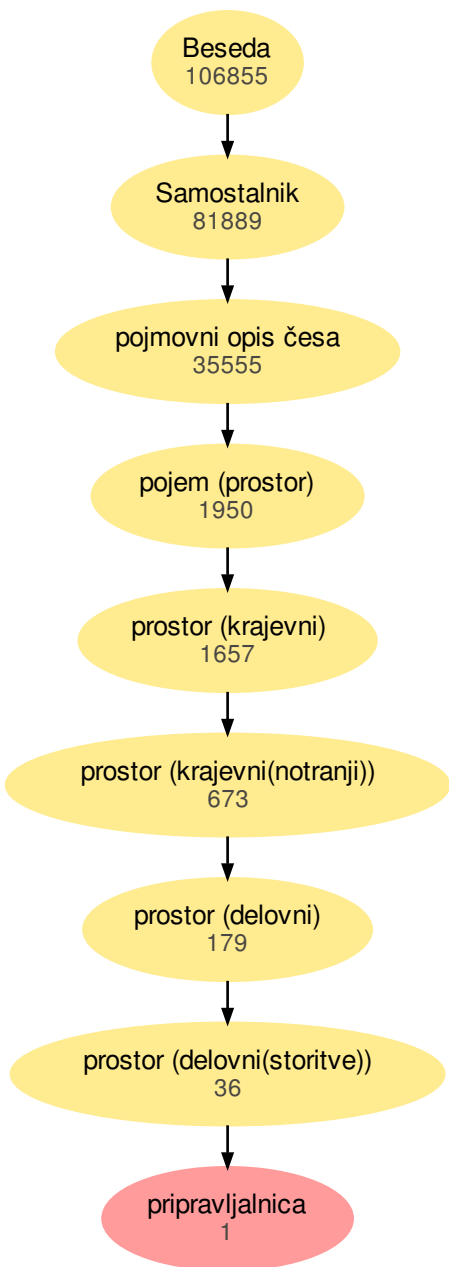 Beseda
106855
Samostalnik
81889
pojmovni opis česa
35555
pojem (prostor)
1950
prostor (krajevni)
1657
prostor (krajevni(notranji))
673
prostor (delovni)
179
prostor (delovni(storitve))
36
pripravljalnica
1